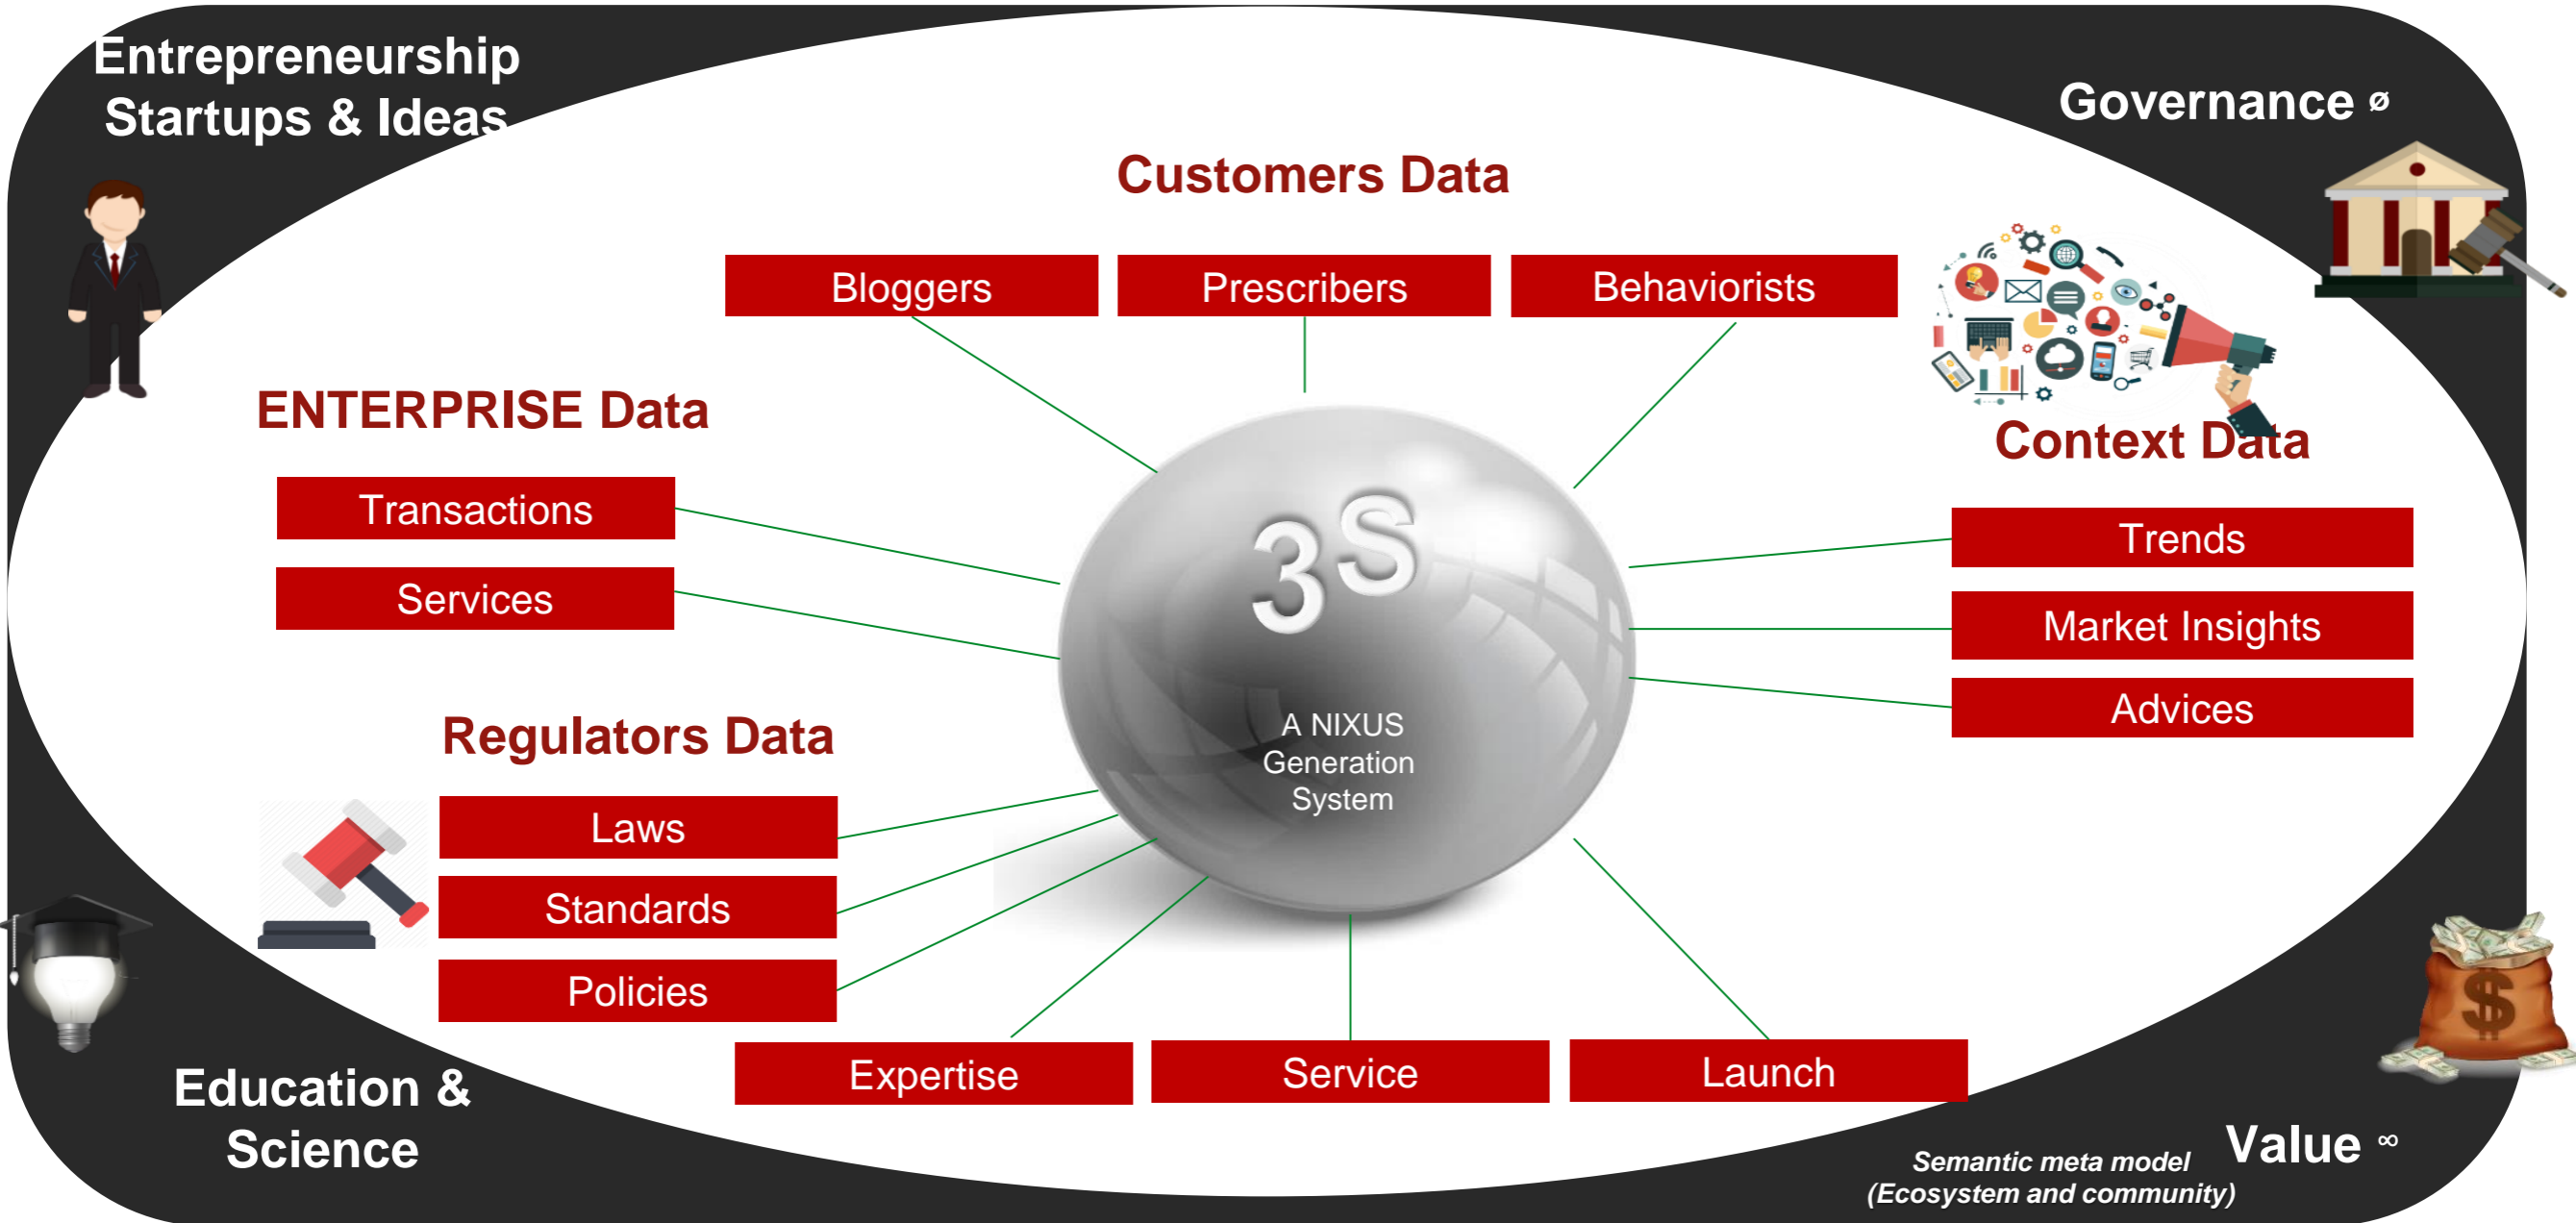 Entrepreneurship
Startups & Ideas
Governance ø
Customers Data
Bloggers
Prescribers
Behaviorists
ENTERPRISE Data
Transactions
Services
Context Data
Trends
Market Insights
Advices
3S
A NIXUS
Generation
System
Regulators Data
Laws
Standards
Policies
Expertise
Service
Launch
Education &
Science
Value ∞
Semantic meta model
(Ecosystem and community)
$